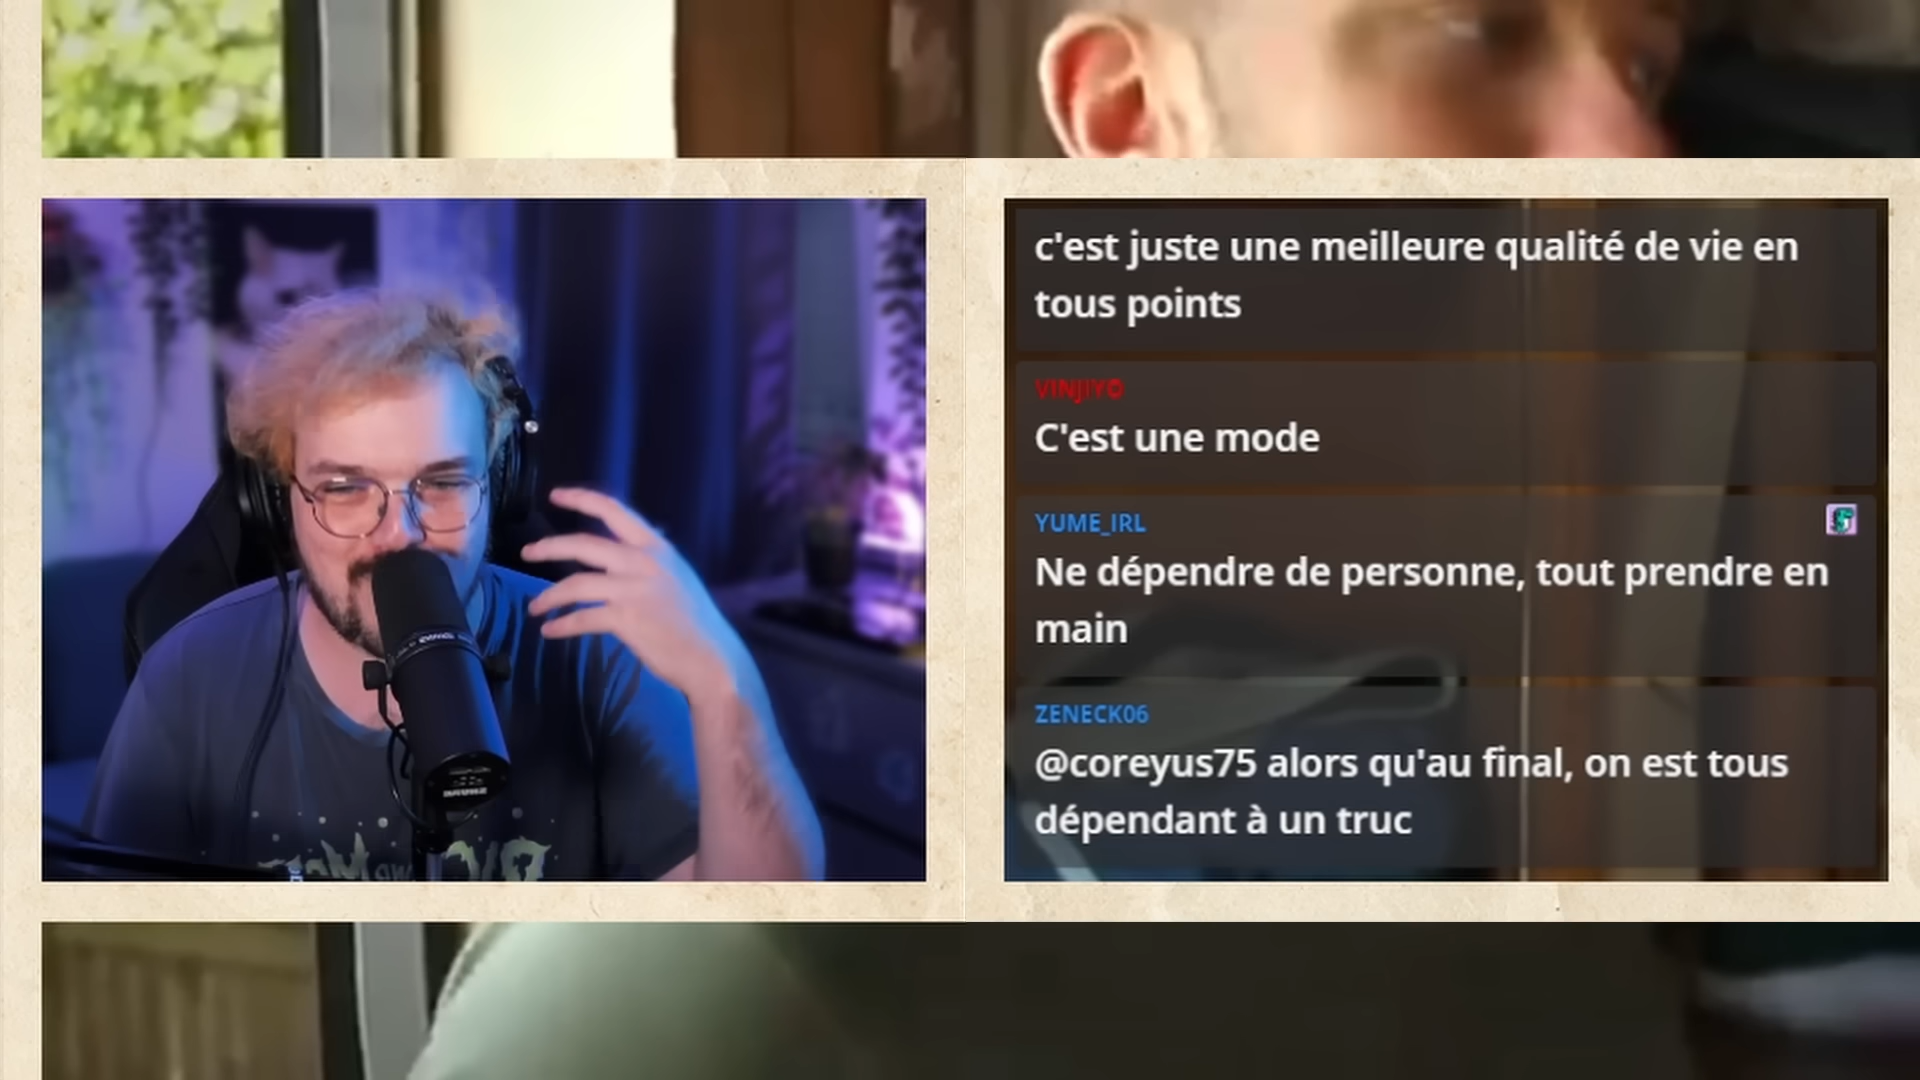 c'est juste une meilleure qualité de vie en
tous points
VINJIYO
C'est une mode
YUME_IRL
Ne dépendre de personne, tout prendre en
main
ZENECK06
@coreyus75 alors qu'au final, on est tous
dépendant à un truc